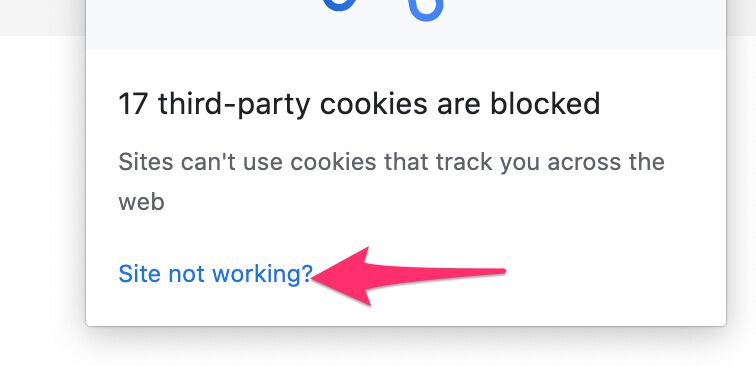 17 third-party cookies are blocked
Sites can't use cookies that track you across the
web
Site not working?